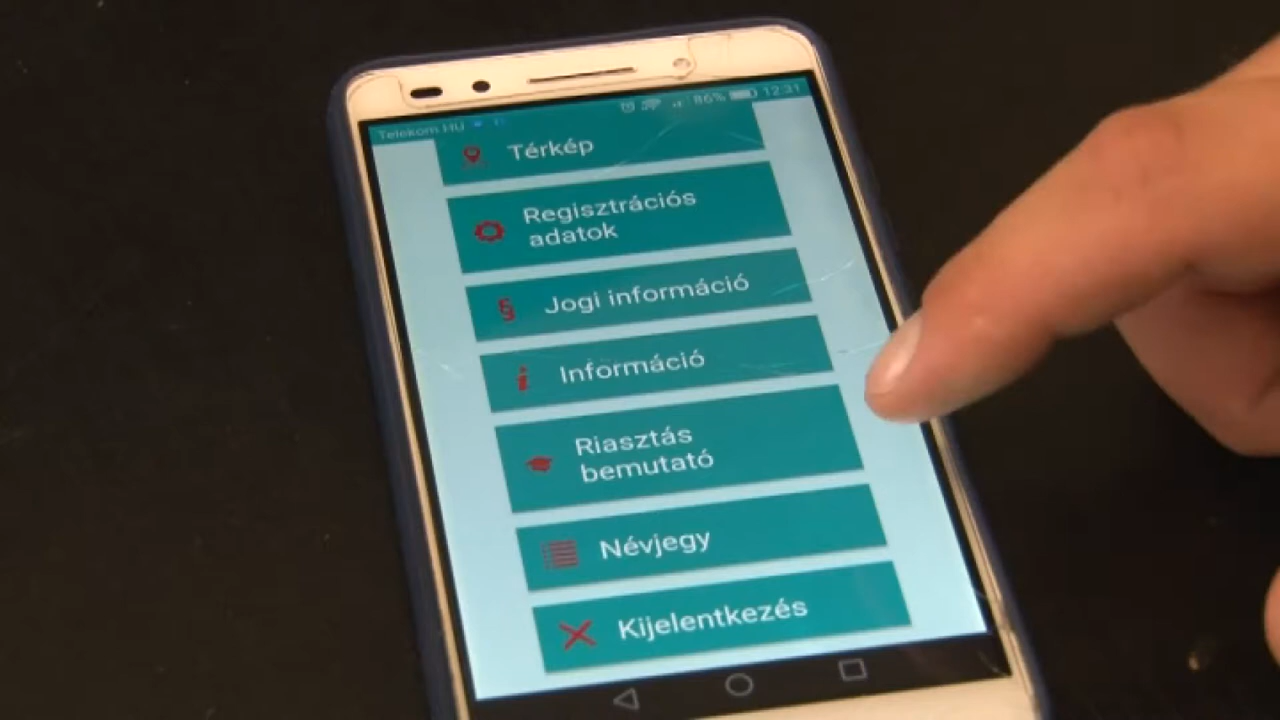 Telekom HU 86% 12:31
Térkép
Regisztrációs
adatok
§ Jogi információ
i Információ
Riasztás
bemutató
Névjegy
Kijelentkezés